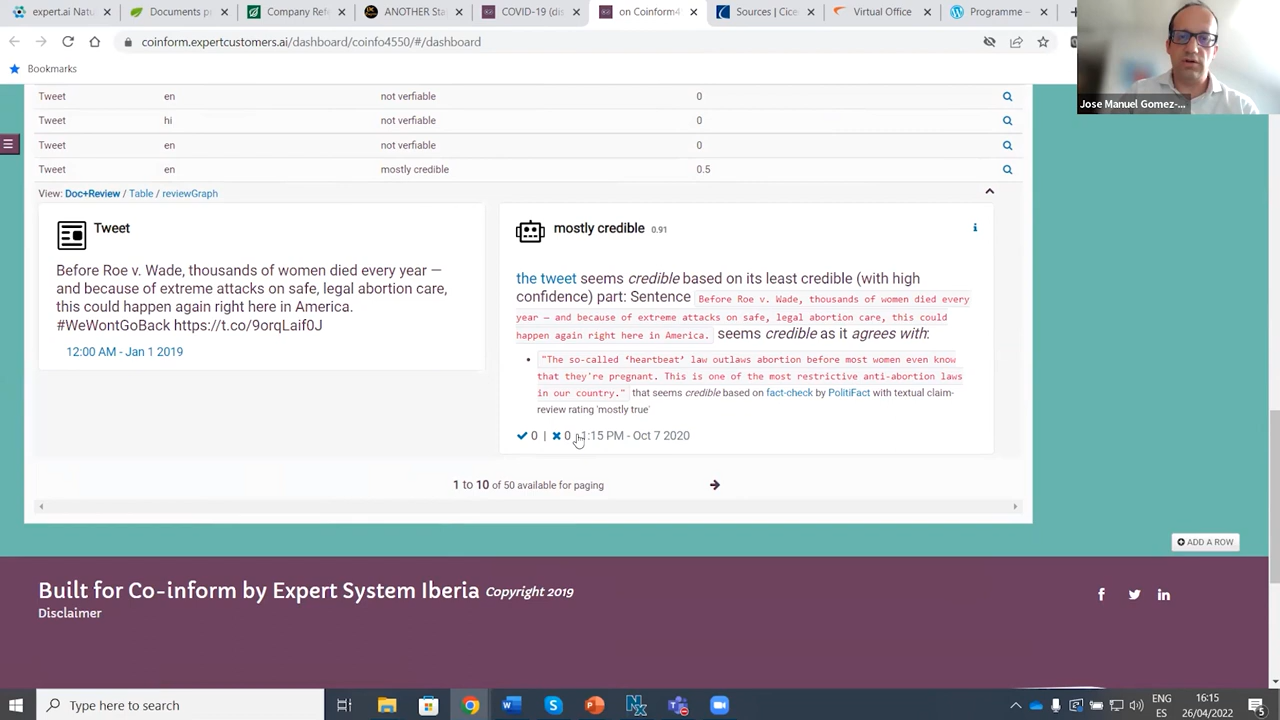 expert.ai Natu
Documents p
Company Refe
ANOTHER Sta
COVID-19 (dis
on Coinform4
Sources | Cice
Virtual Office
Programme –
coinform.expertcustomers.ai/dashboard/coinfo4550/#/dashboard
Bookmarks
Jose Manuel Gomez-...
Tweet en not verfiable 0
Tweet hi not verfiable 0
Tweet en not verfiable 0
Tweet en mostly credible 0.5
View: Doc+Review / Table / reviewGraph
Tweet
Before Roe v. Wade, thousands of women died every year —
and because of extreme attacks on safe, legal abortion care,
this could happen again right here in America.
#WeWontGoBack https://t.co/9orqLaif0J
12:00 AM - Jan 1 2019
mostly credible 0.91
the tweet seems credible based on its least credible (with high
confidence) part: Sentence Before Roe v. Wade, thousands of women died every
year — and because of extreme attacks on safe, legal abortion care, this could
happen again right here in America. seems credible as it agrees with:
• "The so-called ‘heartbeat’ law outlaws abortion before most women even know
that they're pregnant. This is one of the most restrictive anti-abortion laws
in our country." that seems credible based on fact-check by PolitiFact with textual claim-
review rating 'mostly true'
0 | 0 :15 PM - Oct 7 2020
1 to 10 of 50 available for paging
ADD A ROW
Built for Co-inform by Expert System Iberia Copyright 2019
Disclaimer
Type here to search
ENG
ES
16:15
26/04/2022
5